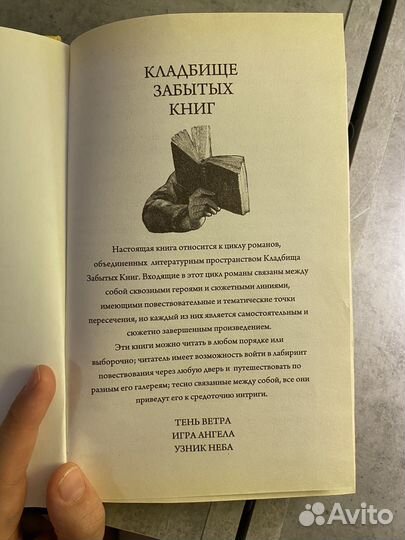 КЛАДБИЩЕ
ЗАБЫТЫХ
КНИГ
Настоящая книга относится к циклу романов,
объединенных литературным пространством Кладбища
Забытых Книг. Входящие в этот цикл романы связаны между
собой сквозными героями и сюжетными линиями,
имеющими повествовательные и тематические точки
пересечения, но каждый из них является самостоятельным и
сюжетно завершенным произведением.
Эти книги можно читать в любом порядке или
выборочно; читатель имеет возможность войти в лабиринт
повествования через любую дверь и путешествовать по
разным его галереям; тесно связанные между собой, все они
приведут его к средоточию интриги.
ТЕНЬ ВЕТРА
ИГРА АНГЕЛА
УЗНИК НЕБА
Avito